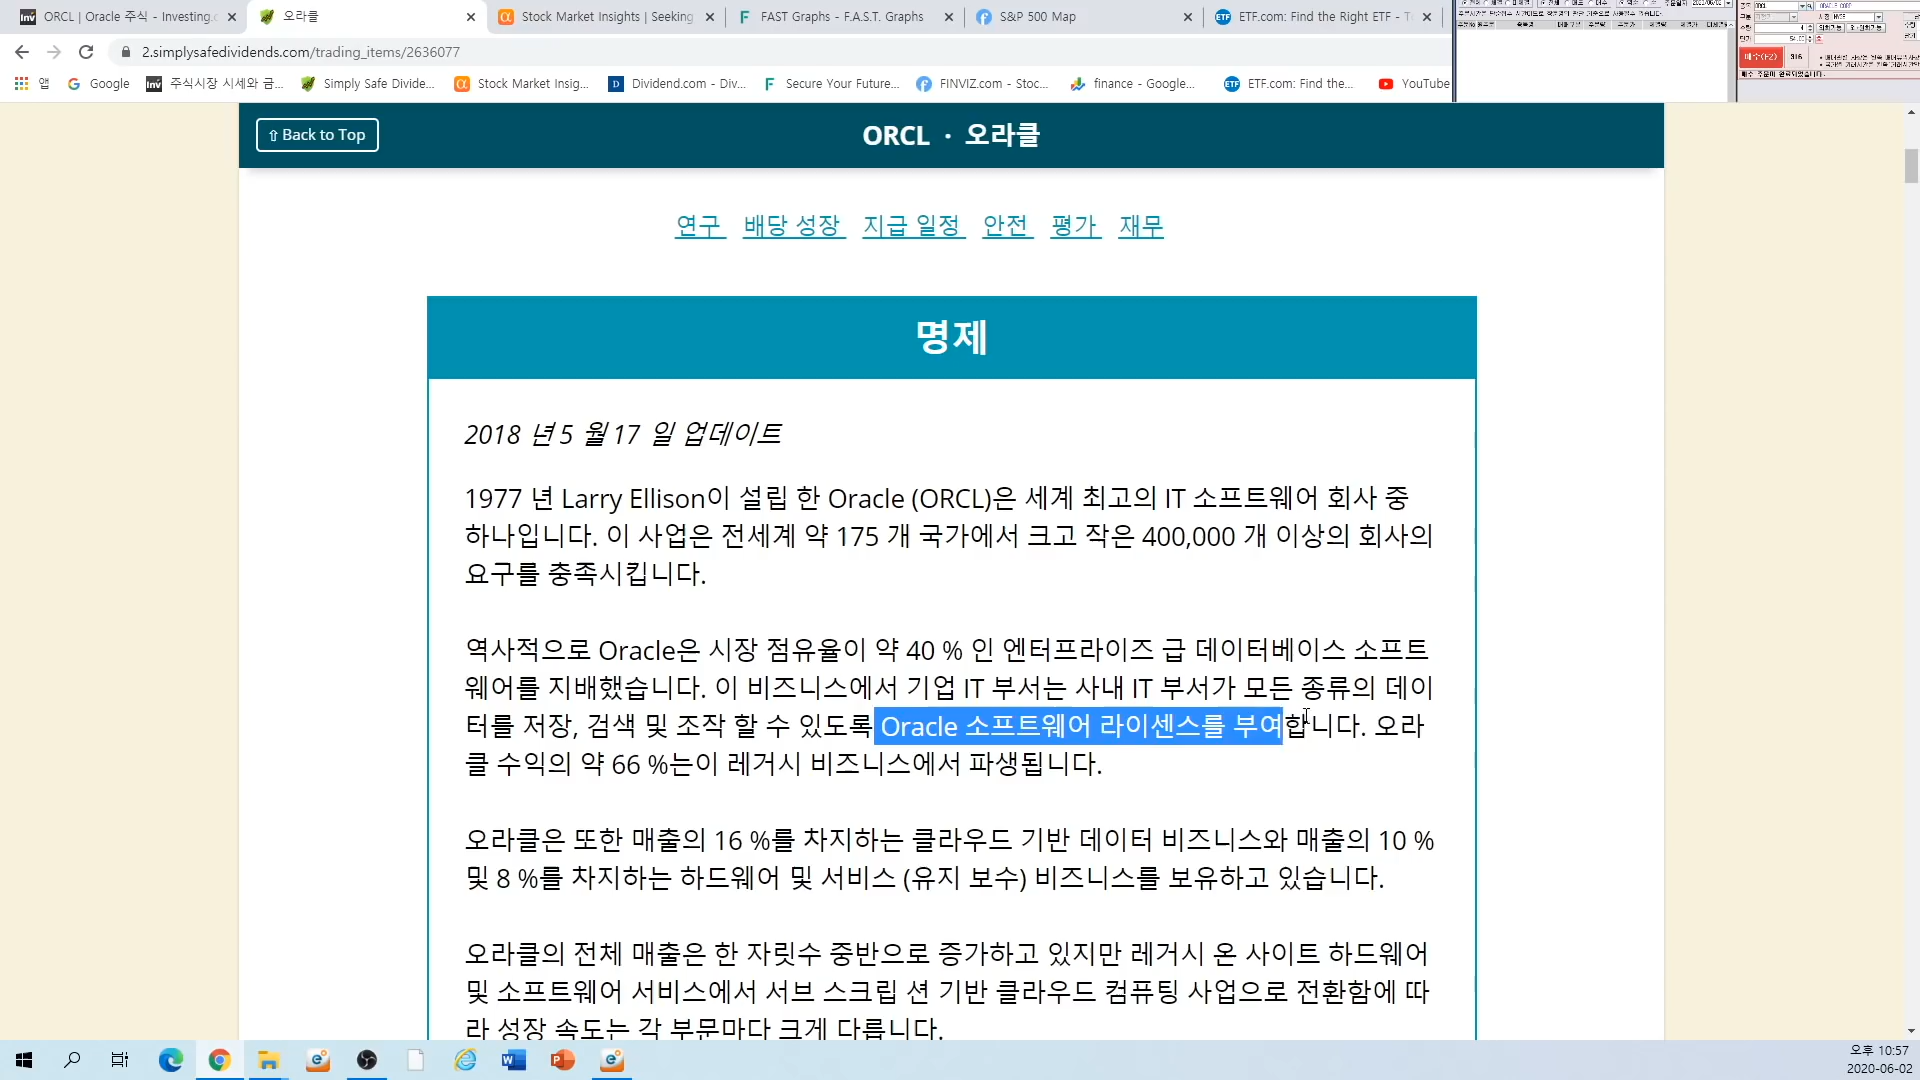 ORCL | Oracle 주식 - Investing.c
오라클
Stock Market Insights | Seeking
FAST Graphs - F.A.S.T. Graphs
S&P 500 Map
ETF.com: Find the Right ETF - T
2.simplysafedividends.com/trading_items/2636077
앱
Google
주식시장 시세와 금...
Simply Safe Divide...
Stock Market Insig...
Dividend.com - Div...
Secure Your Future...
FINVIZ.com - Stoc...
finance - Google...
ETF.com: Find the...
YouTube
⇧ Back to Top
ORCL · 오라클
연구 배당 성장 지급 일정 안전 평가 재무
명제
2018 년 5 월 17 일 업데이트
1977 년 Larry Ellison이 설립 한 Oracle (ORCL)은 세계 최고의 IT 소프트웨어 회사 중
하나입니다. 이 사업은 전세계 약 175 개 국가에서 크고 작은 400,000 개 이상의 회사의
요구를 충족시킵니다.
역사적으로 Oracle은 시장 점유율이 약 40 % 인 엔터프라이즈 급 데이터베이스 소프트
웨어를 지배했습니다. 이 비즈니스에서 기업 IT 부서는 사내 IT 부서가 모든 종류의 데이
터를 저장, 검색 및 조작 할 수 있도록 Oracle 소프트웨어 라이센스를 부여합니다. 오라
클 수익의 약 66 %는이 레거시 비즈니스에서 파생됩니다.
오라클은 또한 매출의 16 %를 차지하는 클라우드 기반 데이터 비즈니스와 매출의 10 %
및 8 %를 차지하는 하드웨어 및 서비스 (유지 보수) 비즈니스를 보유하고 있습니다.
오라클의 전체 매출은 한 자릿수 중반으로 증가하고 있지만 레거시 온 사이트 하드웨어
및 소프트웨어 서비스에서 서브 스크립 션 기반 클라우드 컴퓨팅 사업으로 전환함에 따
라 성장 속도는 각 부문마다 크게 다릅니다.
오후 10:57
2020-06-02